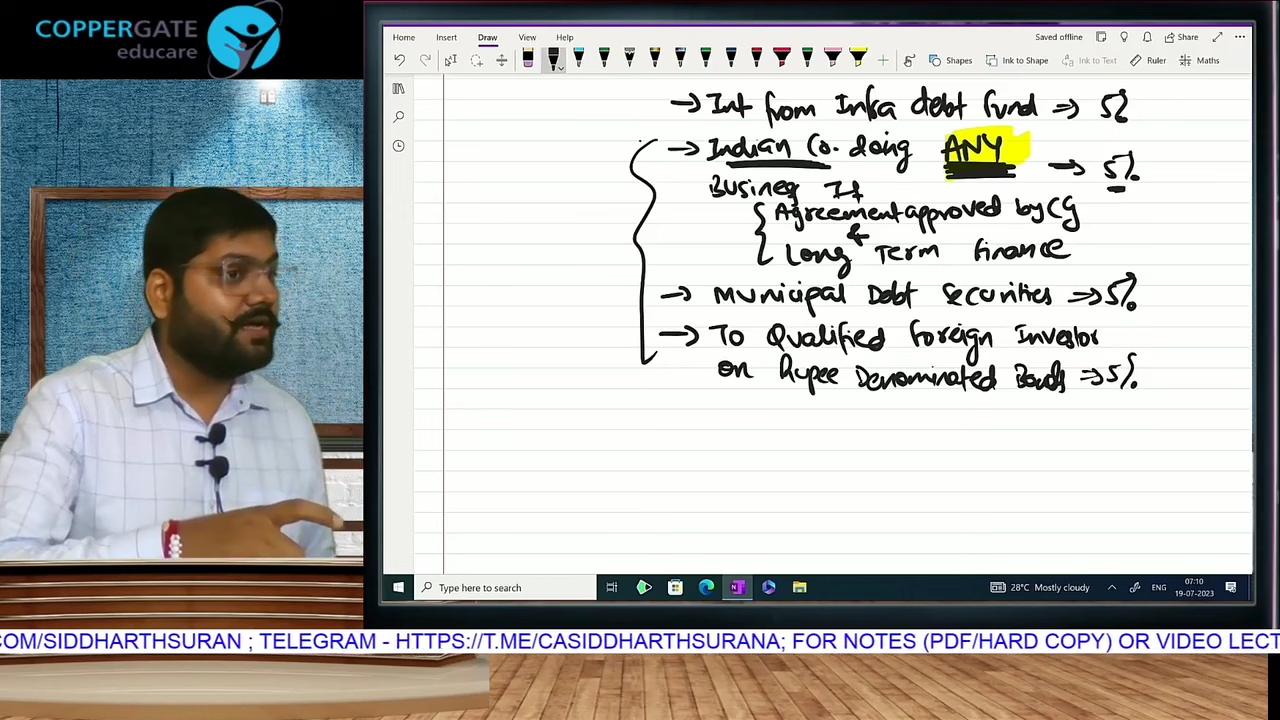 COPPERGATE
educare
Home Insert Draw View Help
Saved offline
Share
Shapes
Ink to Shape
Ink to Text
Ruler
Maths
→ Int from Infra debt fund ⇒ 5%
→ Indian Co. doing ANY → 5%
Business If
Agreement approved by CG
&
Long Term finance
→ Municipal Debt Securities ⇒ 5%
→ To Qualified Foreign Investor
on Rupee Denominated Bonds ⇒ 5%
Type here to search
28°C Mostly cloudy
ENG
07:10
19-07-2023
COM/SIDDHARTHSURAN ; TELEGRAM - HTTPS://T.ME/CASIDDHARTHSURANA; FOR NOTES (PDF/HARD COPY) OR VIDEO LECT